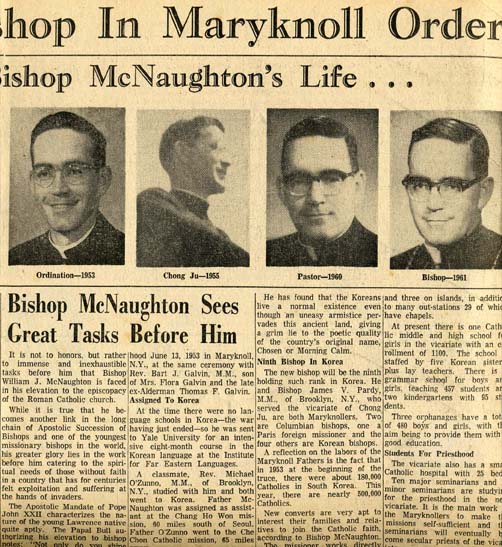 shop In Maryknoll Order
Bishop McNaughton's Life . . .
Ordination—1953
Chong Ju—1955
Pastor—1960
Bishop—1961
Bishop McNaughton Sees
Great Tasks Before Him
It is not to honors, but rather
to immense and inexhaustible
tasks before him that Bishop
William J. McNaughton is faced
in his election to the episcopacy
of the Roman Catholic church.
While it is true that he be-
comes another link in the long
chain of Apostolic Succession of
Bishops and one of the youngest
missionary bishops in the world,
his greater glory lies in the work
before him catering to the spirit-
tual needs of those without faith
in a country that has for centuries
felt exploitation and suffering at
the hands of invaders.
The Apostolic Mandate of Pope
John XXII characterizes the na-
ture of the young Lawrence native
quite aptly. The Papal Bull au-
thorizing his elevation to bishop
states: "Not only do you shine
hood June 13, 1953 in Maryknoll,
N.Y., at the same ceremony with
Rev. Bart J. Galvin, M.M., son
of Mrs. Flora Galvin and the late
ex-Alderman Thomas F. Galvin.
Assigned To Korea
At the time there were no lan-
guage schools in Korea—the war
having just ended—so he was sent
to Yale University for an inten-
sive eight-month course in the
Korean language at the Institute
for Far Eastern Languages.
A classmate, Rev. Michael
O'Zunno, M.M., of Brooklyn,
N.Y., studied with him and both
went to Korea. Father Mc-
Naughton was assigned as assist-
ant at the Chang Ho Won mis-
sion, 60 miles south of Seoul.
Father O'Zunno went to the Che
Chon Catholic mission, 65 miles
He has found that the Koreans
live a normal existence even
though an uneasy armistice per-
vades this ancient land, giving
a grim lie to the poetic quality
of the country's original name,
Chosen or Morning Calm.
Ninth Bishop In Korea
The new bishop will be the ninth
holding such rank in Korea. He
and Bishop James V. Pardy,
M.M., of Brooklyn, N.Y., who
served the vicariate of Chong
Ju, are both Maryknollers. Two
are Columbian bishops, one a
Paris foreign missioner and the
four others are Korean bishops.
A reflection on the labors of the
Maryknoll Fathers is the fact that
in 1953 at the beginning of the
truce, there were about 180,000
Catholics in South Korea. This
year, there are nearly 500,000
Catholics.
New converts are very apt to
interest their families and rela-
tives to join the Catholic faith,
according to Bishop McNaughton.
The missioner works directly
and three on islands, in additio
to many out-stations 29 of whic
have chapels.
At present there is one Cath
lic middle and high school f
girls in the vicariate with an e
rollment of 1100. The school
staffed by five Korean sister
plus lay teachers. There is
grammar school for boys a
girls, teaching 457 students an
two kindergartens with 95 st
dents.
Three orphanages have a tot
of 480 boys and girls, with th
aim being to provide them with
good education.
Students For Priesthood
The vicariate also has a sma
Catholic hospital with 25 bed
Ten major seminarians and
minor seminarians are studyi
for the priesthood in the ne
vicariate. It is the main work
the Maryknollers to make t
missions self-sufficient and t
seminarians will eventually
come secular priests of the vic